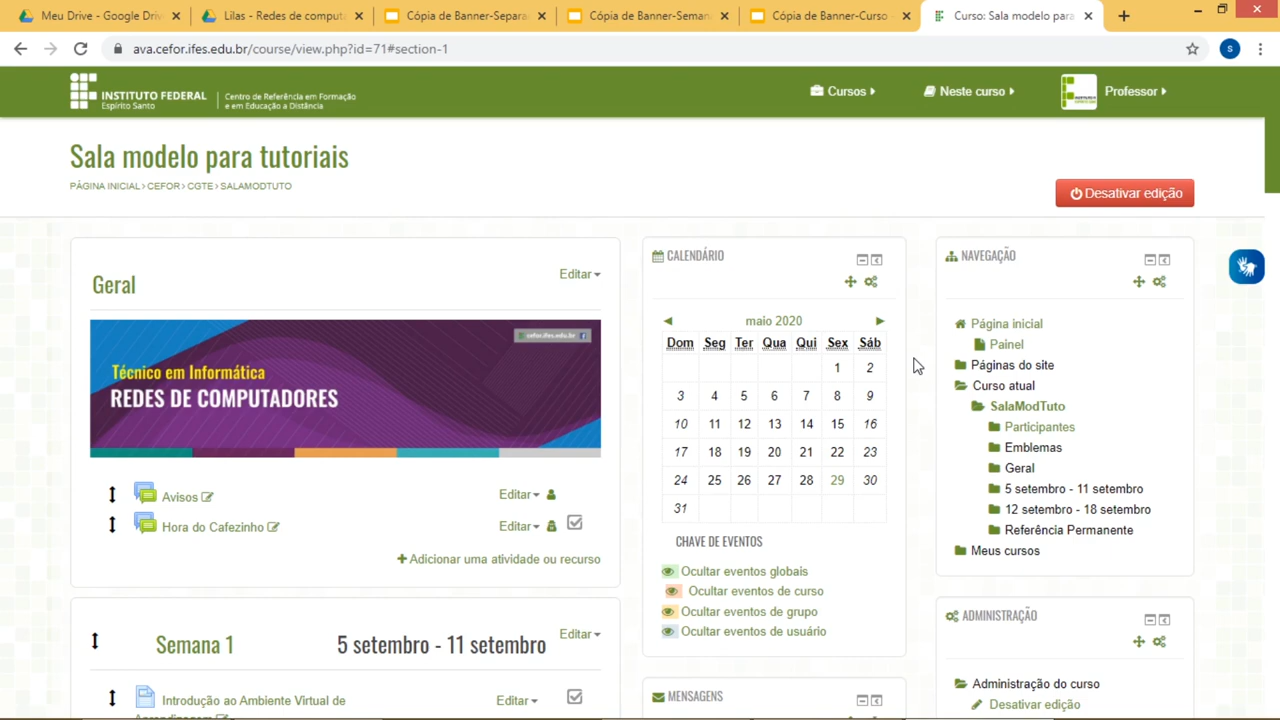 Meu Drive - Google Driv
Lilas - Redes de computa
Cópia de Banner-Separa
Cópia de Banner-Seman
Cópia de Banner-Curso -
Curso: Sala modelo para
ava.cefor.ifes.edu.br/course/view.php?id=71#section-1
S
INSTITUTO FEDERAL
Espírito Santo
Centro de Referência em Formação
e em Educação a Distância
Cursos
Neste curso
Professor
Sala modelo para tutoriais
PÁGINA INICIAL > CEFOR > CGTE > SALAMODTUTO
Desativar edição
Geral
Editar
cefor.ifes.edu.br
Técnico em Informática
REDES DE COMPUTADORES
Avisos
Editar
Hora do Cafezinho
Editar
Adicionar uma atividade ou recurso
Semana 1
5 setembro - 11 setembro
Editar
Introdução ao Ambiente Virtual de
Editar
CALENDÁRIO
maio 2020
Dom Seg Ter Qua Qui Sex Sáb
1 2
3 4 5 6 7 8 9
10 11 12 13 14 15 16
17 18 19 20 21 22 23
24 25 26 27 28 29 30
31
CHAVE DE EVENTOS
Ocultar eventos globais
Ocultar eventos de curso
Ocultar eventos de grupo
Ocultar eventos de usuário
MENSAGENS
NAVEGAÇÃO
Página inicial
Painel
Páginas do site
Curso atual
SalaModTuto
Participantes
Emblemas
Geral
5 setembro - 11 setembro
12 setembro - 18 setembro
Referência Permanente
Meus cursos
ADMINISTRAÇÃO
Administração do curso
Desativar edição